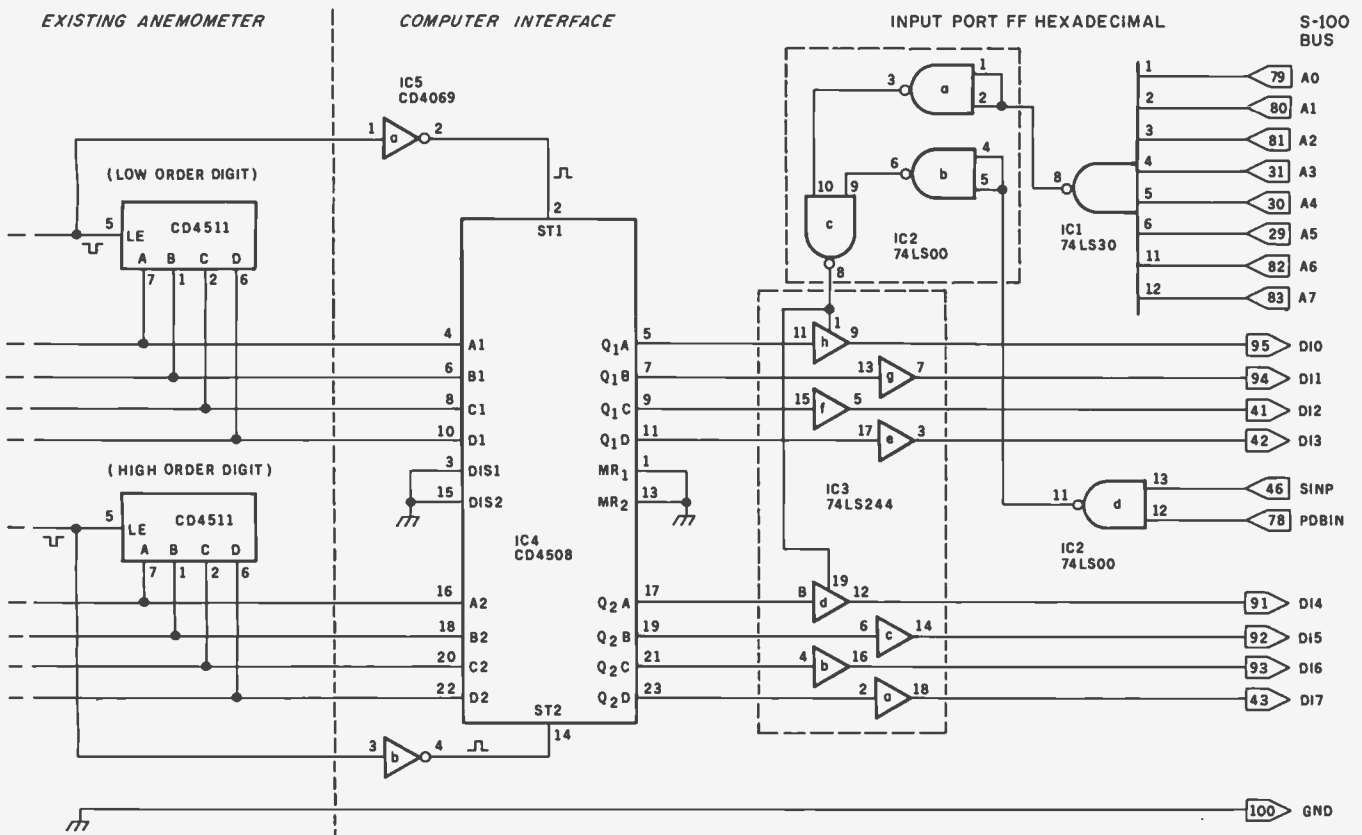 EXISTING ANEMOMETER
COMPUTER INTERFACE
INPUT PORT FF HEXADECIMAL
S-100
BUS
IC5
CD4069
1 a 2
(LOW ORDER DIGIT)
5 LE CD4511
A B C D
7 1 2 6
2
ST1
4 A1
6 B1
8 C1
10 D1
3 DIS1
15 DIS2
Q1A 5
Q1B 7
Q1C 9
Q1D 11
MR1 1
MR2 13
IC4
CD4508
(HIGH ORDER DIGIT)
5 LE CD4511
A B C D
7 1 2 6
16 A2
18 B2
20 C2
22 D2
Q2A 17
Q2B 19
Q2C 21
Q2D 23
ST2
14
3 b 4
3 a 1
2
6 b 4
5
10 9
c
8
IC2
74LS00
8
IC1
74LS30
1 79 A0
2 80 A1
3 81 A2
4 31 A3
5 30 A4
6 29 A5
11 82 A6
12 83 A7
11 h 1 9
13 g 7
15 f 5
17 e 3
IC3
74LS244
8 d 19 12
6 c 14
4 b 16
2 a 18
95 DI0
94 DI1
41 DI2
42 DI3
11 d 13
12
46 SINP
78 PDBIN
IC2
74LS00
91 DI4
92 DI5
93 DI6
43 DI7
100 GND